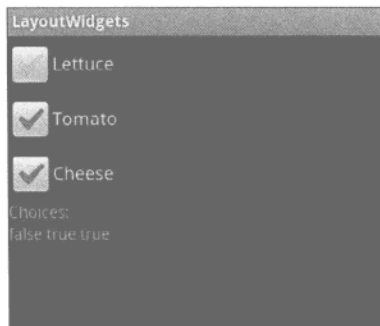 LayoutWidgets
Lettuce
Tomato
Cheese
Choices:
false true true